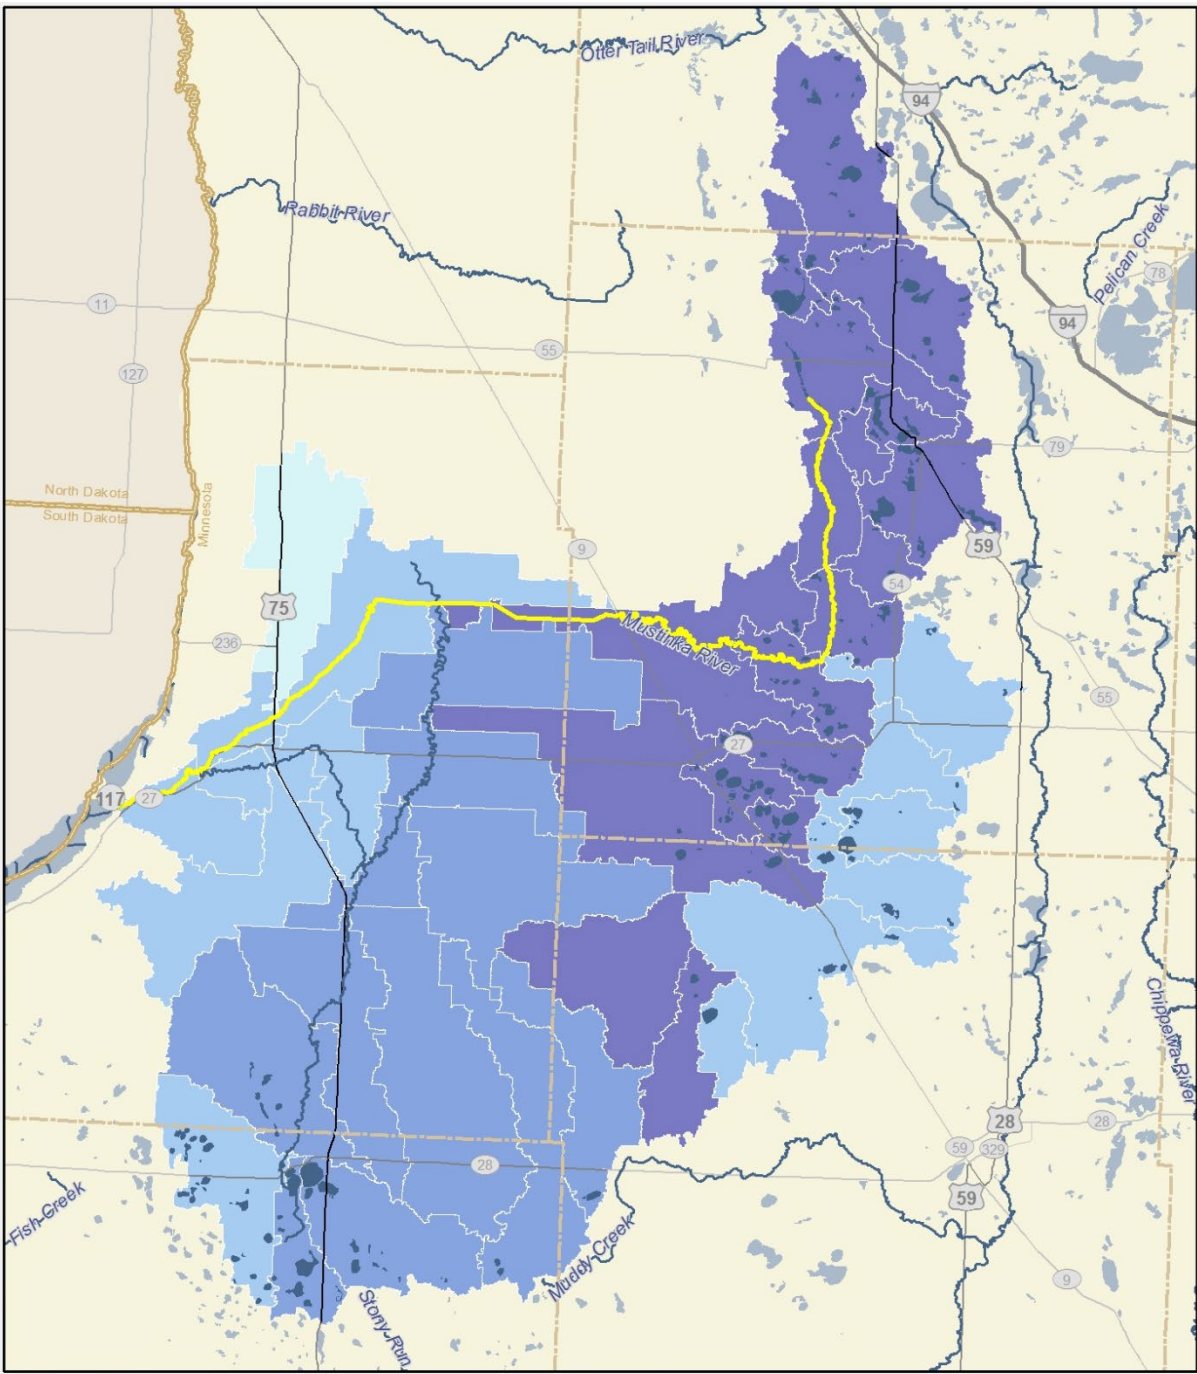 Otter Tail River
94
Rabbit River
Pelican Creek
78
11
94
55
127
79
North Dakota
South Dakota
Minnesota
9
59
54
75
236
Mustinka River
55
27
117
27
Chippewa River
28
28
59
329
28
59
Fish Creek
Muddy Creek
9
Stony Run